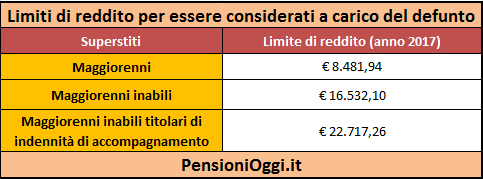 Limiti di reddito per essere considerati a carico del defunto
Superstiti Limite di reddito (anno 2017)
Maggiorenni € 8.481,94
Maggiorenni inabili € 16.532,10
Maggiorenni inabili titolari di
indennità di accompagnamento € 22.717,26
PensioniOggi.it